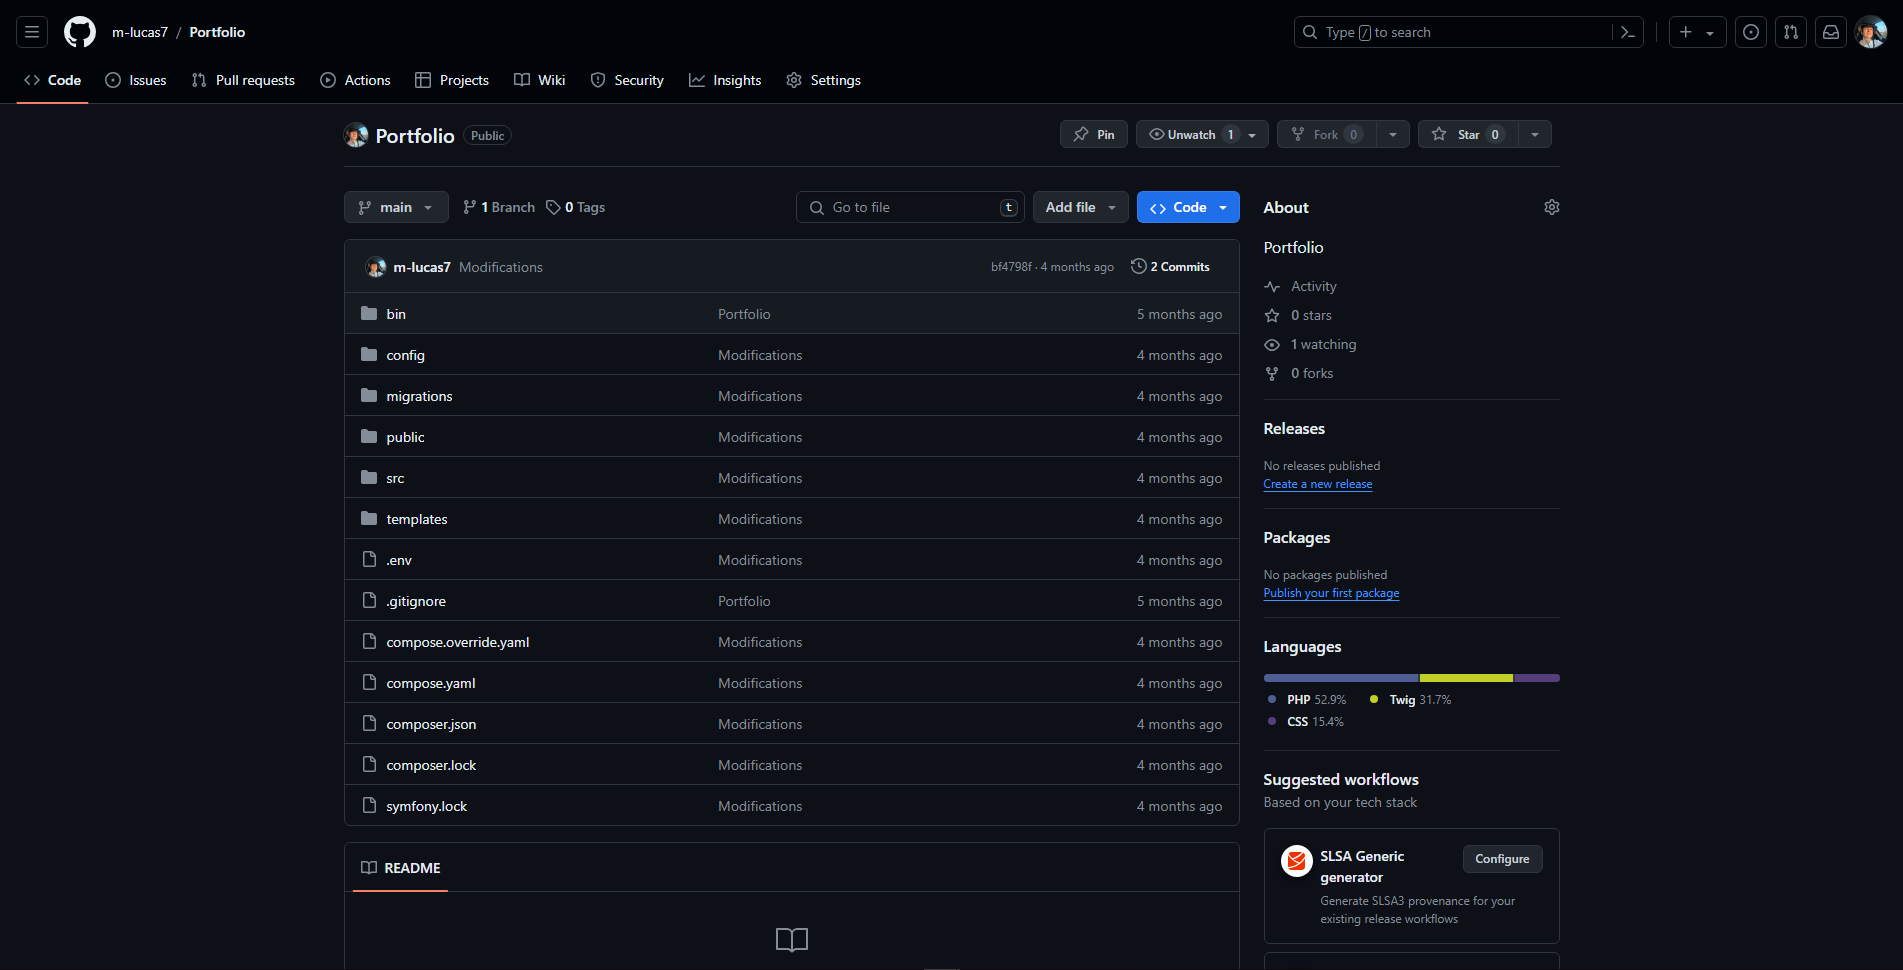 m-lucas7 / Portfolio
Type / to search
Code Issues Pull requests Actions Projects Wiki Security Insights Settings
Portfolio Public
Pin Unwatch 1 Fork 0 Star 0
main 1 Branch 0 Tags
Go to file t Add file Code
m-lucas7 Modifications bf4798f · 4 months ago 2 Commits
bin Portfolio 5 months ago
config Modifications 4 months ago
migrations Modifications 4 months ago
public Modifications 4 months ago
src Modifications 4 months ago
templates Modifications 4 months ago
.env Modifications 4 months ago
.gitignore Portfolio 5 months ago
compose.override.yaml Modifications 4 months ago
compose.yaml Modifications 4 months ago
composer.json Modifications 4 months ago
composer.lock Modifications 4 months ago
symfony.lock Modifications 4 months ago
README
About
Portfolio
Activity
0 stars
1 watching
0 forks
Releases
No releases published
Create a new release
Packages
No packages published
Publish your first package
Languages
PHP 52.9% Twig 31.7%
CSS 15.4%
Suggested workflows
Based on your tech stack
SLSA Generic
generator
Configure
Generate SLSA3 provenance for your
existing release workflows